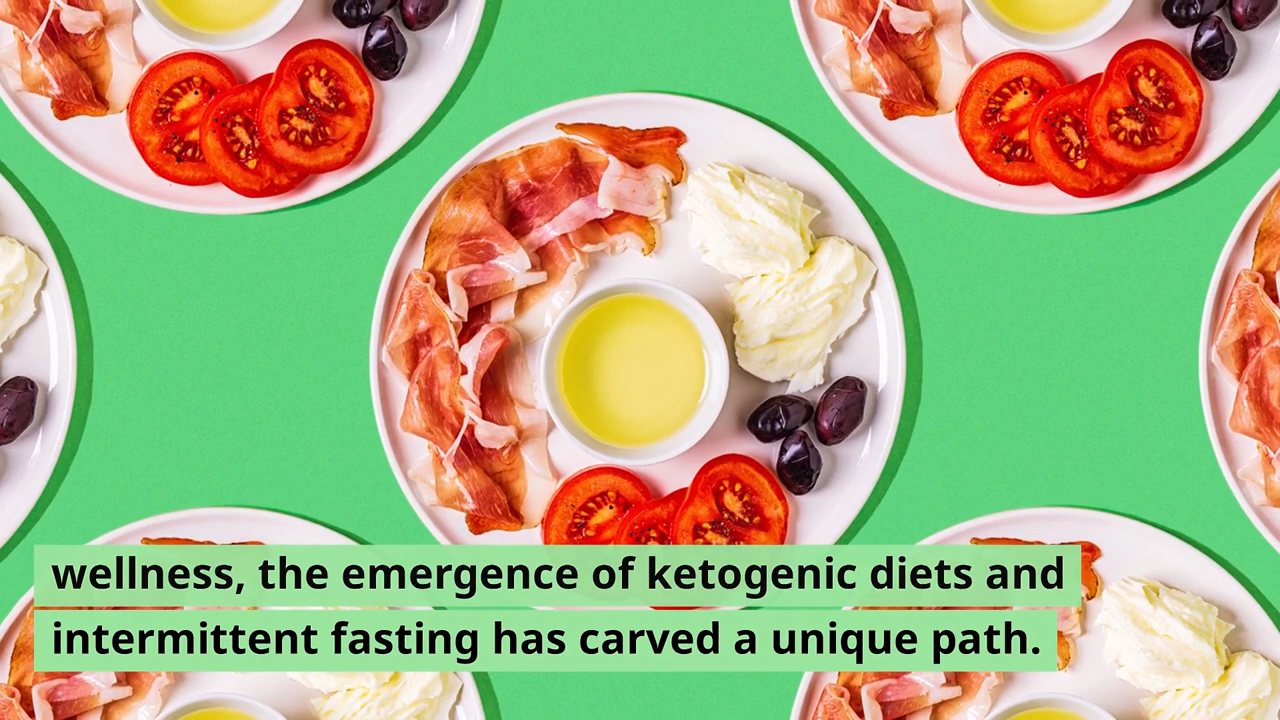 wellness, the emergence of ketogenic diets and
intermittent fasting has carved a unique path.